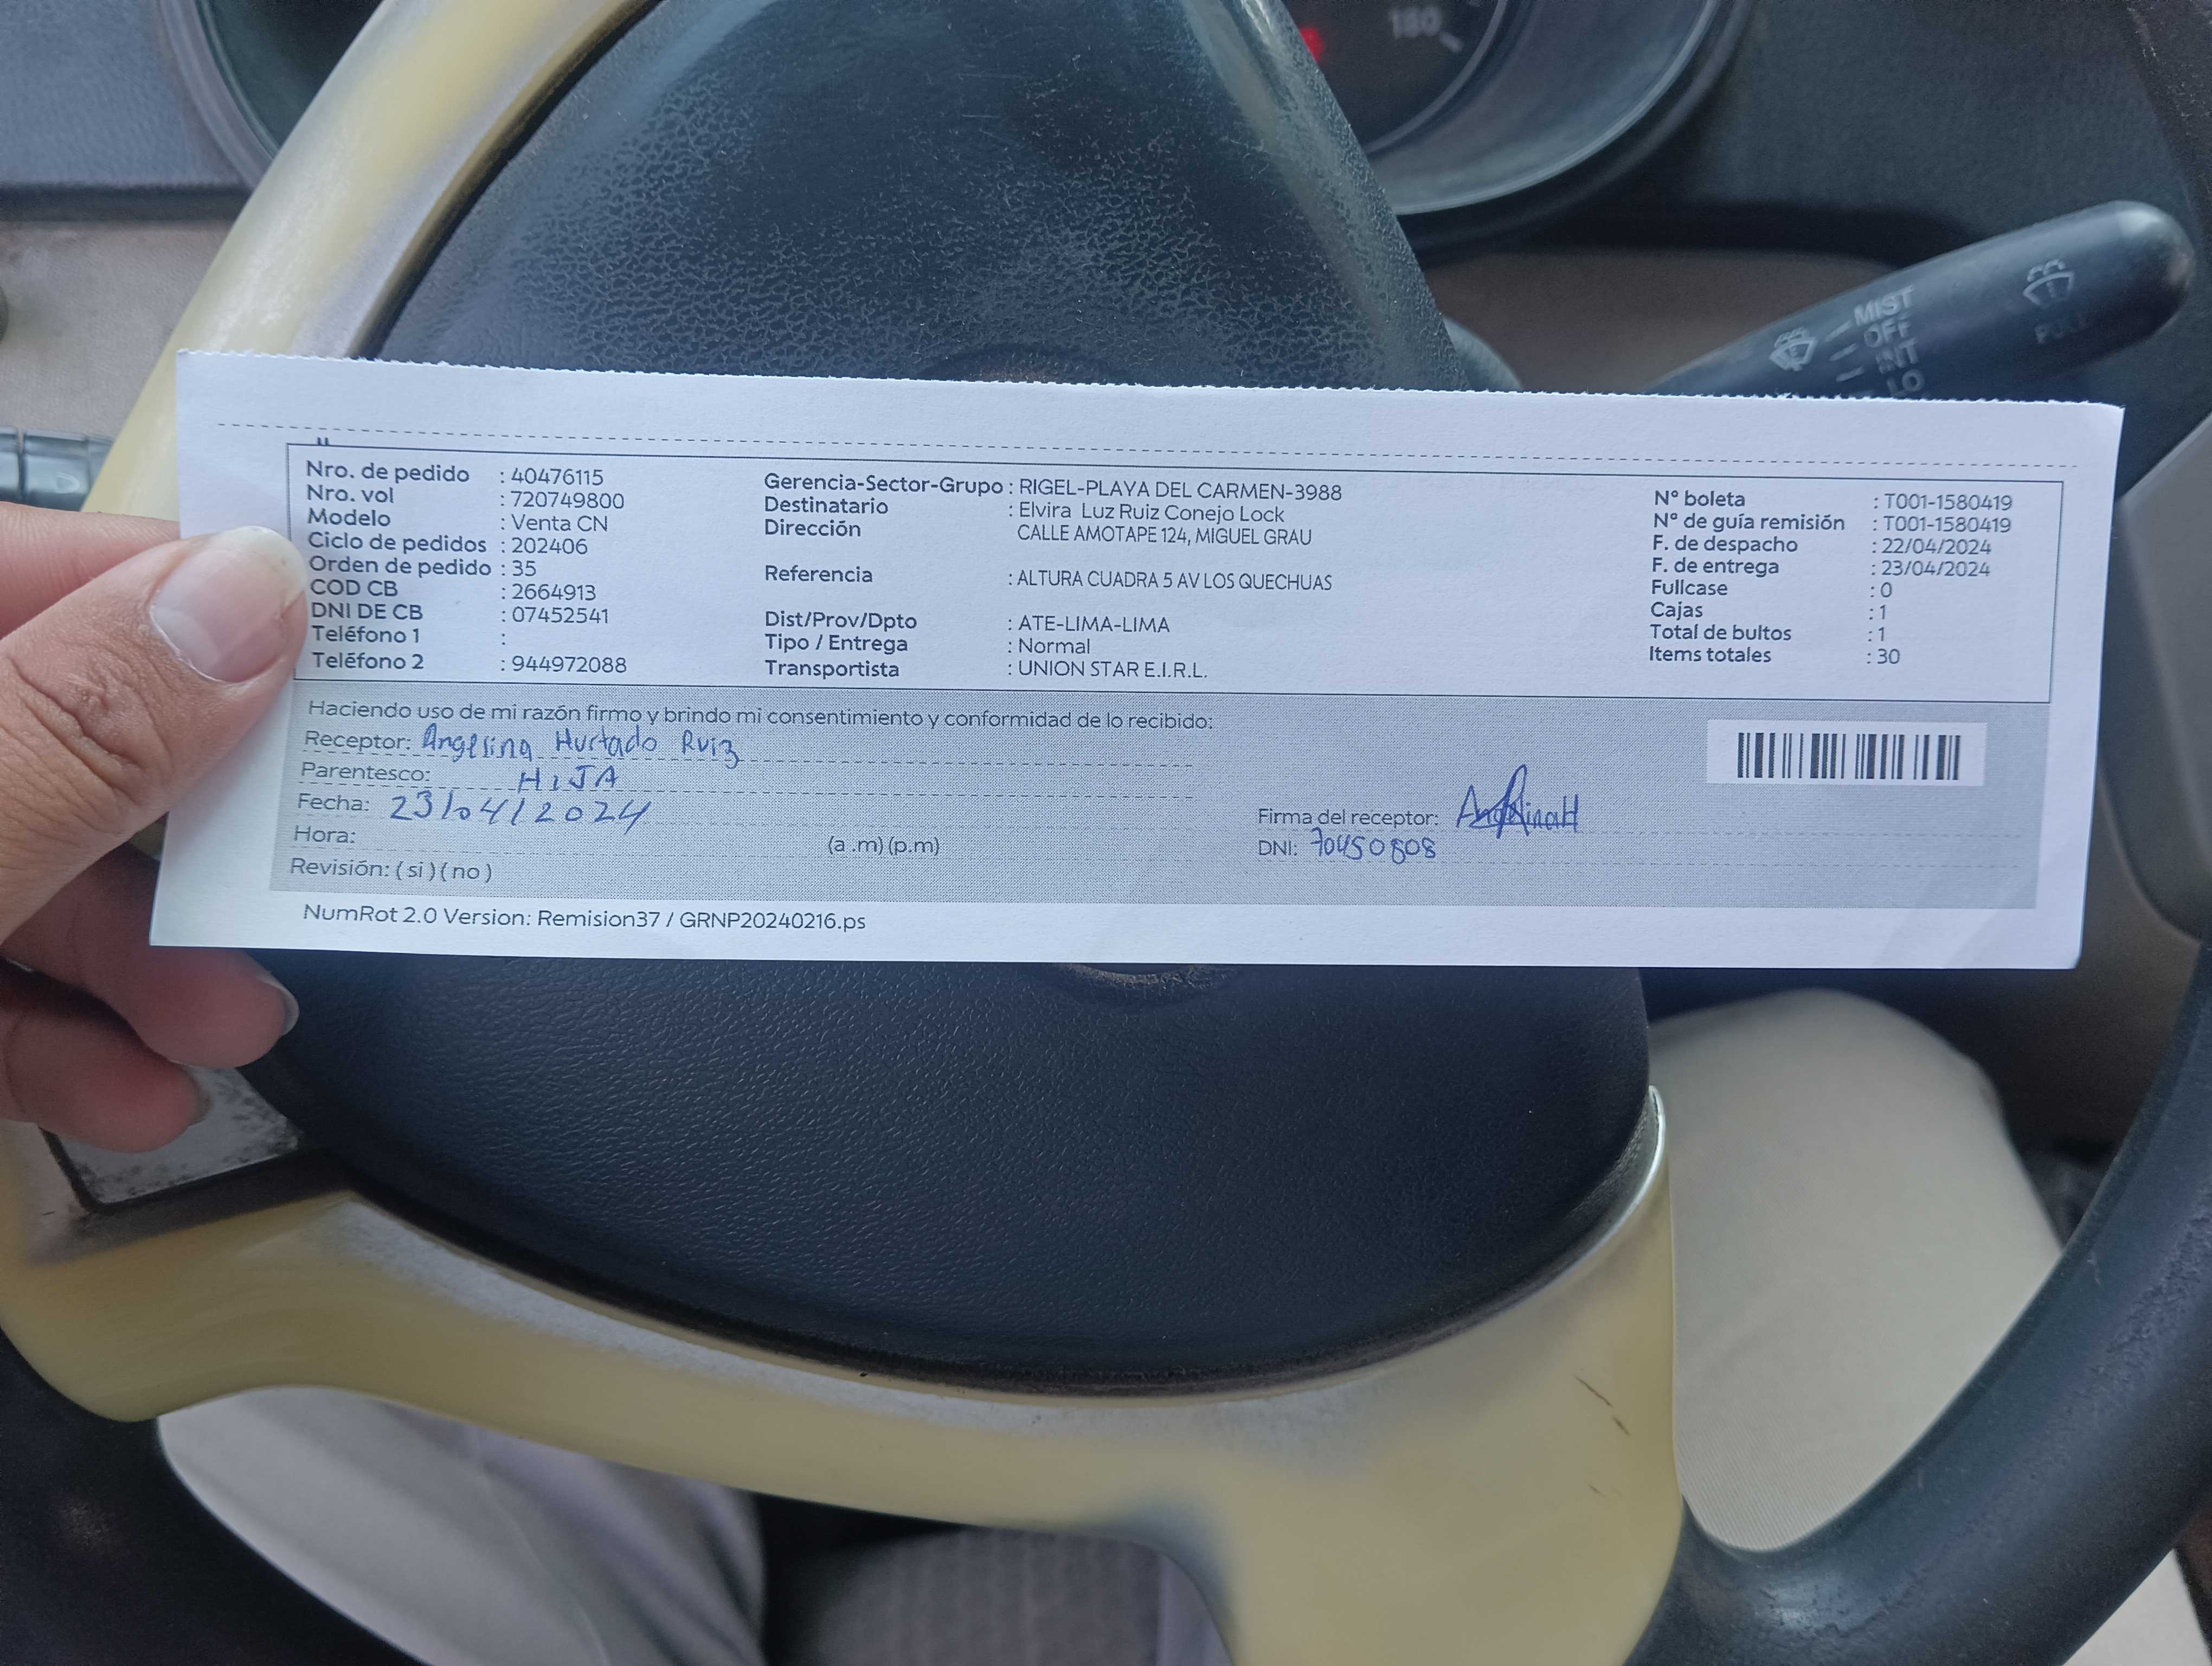 180
MIST
OFF
INT
LO
PULL
Nro. de pedido : 40476115
Nro. vol : 720749800
Modelo : Venta CN
Ciclo de pedidos : 202406
Orden de pedido : 35
COD CB : 2664913
DNI DE CB : 07452541
Teléfono 1 :
Teléfono 2 : 944972088
Gerencia-Sector-Grupo : RIGEL-PLAYA DEL CARMEN-3988
Destinatario : Elvira Luz Ruiz Conejo Lock
Dirección CALLE AMOTAPE 124, MIGUEL GRAU
Referencia : ALTURA CUADRA 5 AV LOS QUECHUAS
Dist/Prov/Dpto : ATE-LIMA-LIMA
Tipo / Entrega : Normal
Transportista : UNION STAR E.I.R.L.
N° boleta : T001-1580419
N° de guía remisión : T001-1580419
F. de despacho : 22/04/2024
F. de entrega : 23/04/2024
Fullcase : 0
Cajas : 1
Total de bultos : 1
Items totales : 30
Haciendo uso de mi razón firmo y brindo mi consentimiento y conformidad de lo recibido:
Receptor: Angelina Hurtado Ruiz
Parentesco: HiJA
Fecha: 23/04/2024
Hora: (a .m) (p.m)
Revisión: ( si ) ( no )
Firma del receptor: AngelinaH
DNI: 70450808
NumRot 2.0 Version: Remision37 / GRNP20240216.ps